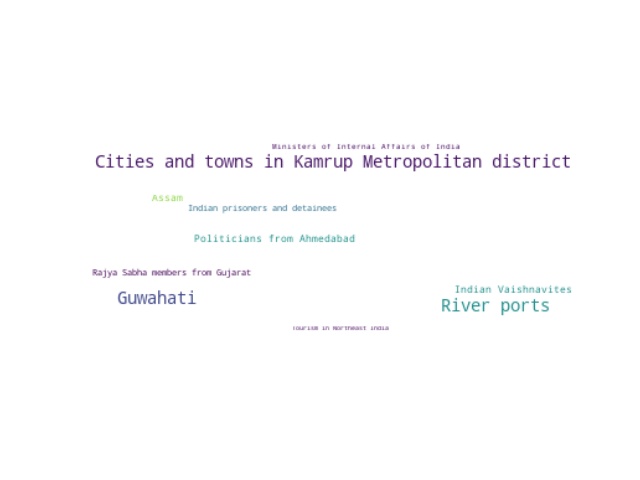 Ministers of Internal Affairs of India
Cities and towns in Kamrup Metropolitan district
Assam
Indian prisoners and detainees
Politicians from Ahmedabad
Rajya Sabha members from Gujarat
Indian Vaishnavites
Guwahati
River ports
Tourism in Northeast India